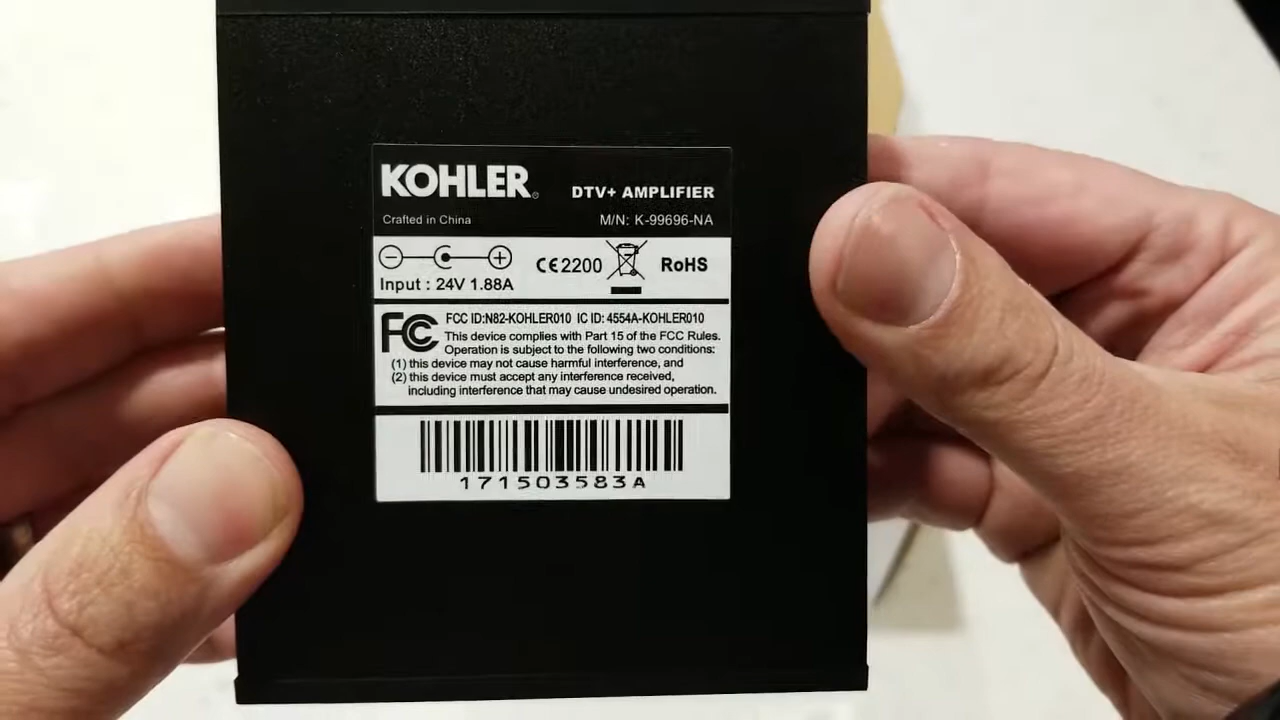 KOHLER®
DTV+ AMPLIFIER
Crafted in China
M/N: K-99696-NA
CE2200
RoHS
Input : 24V 1.88A
FC FCC ID:N82-KOHLER010 IC ID: 4554A-KOHLER010
This device complies with Part 15 of the FCC Rules.
Operation is subject to the following two conditions:
(1) this device may not cause harmful interference, and
(2) this device must accept any interference received,
including interference that may cause undesired operation.
171503583A